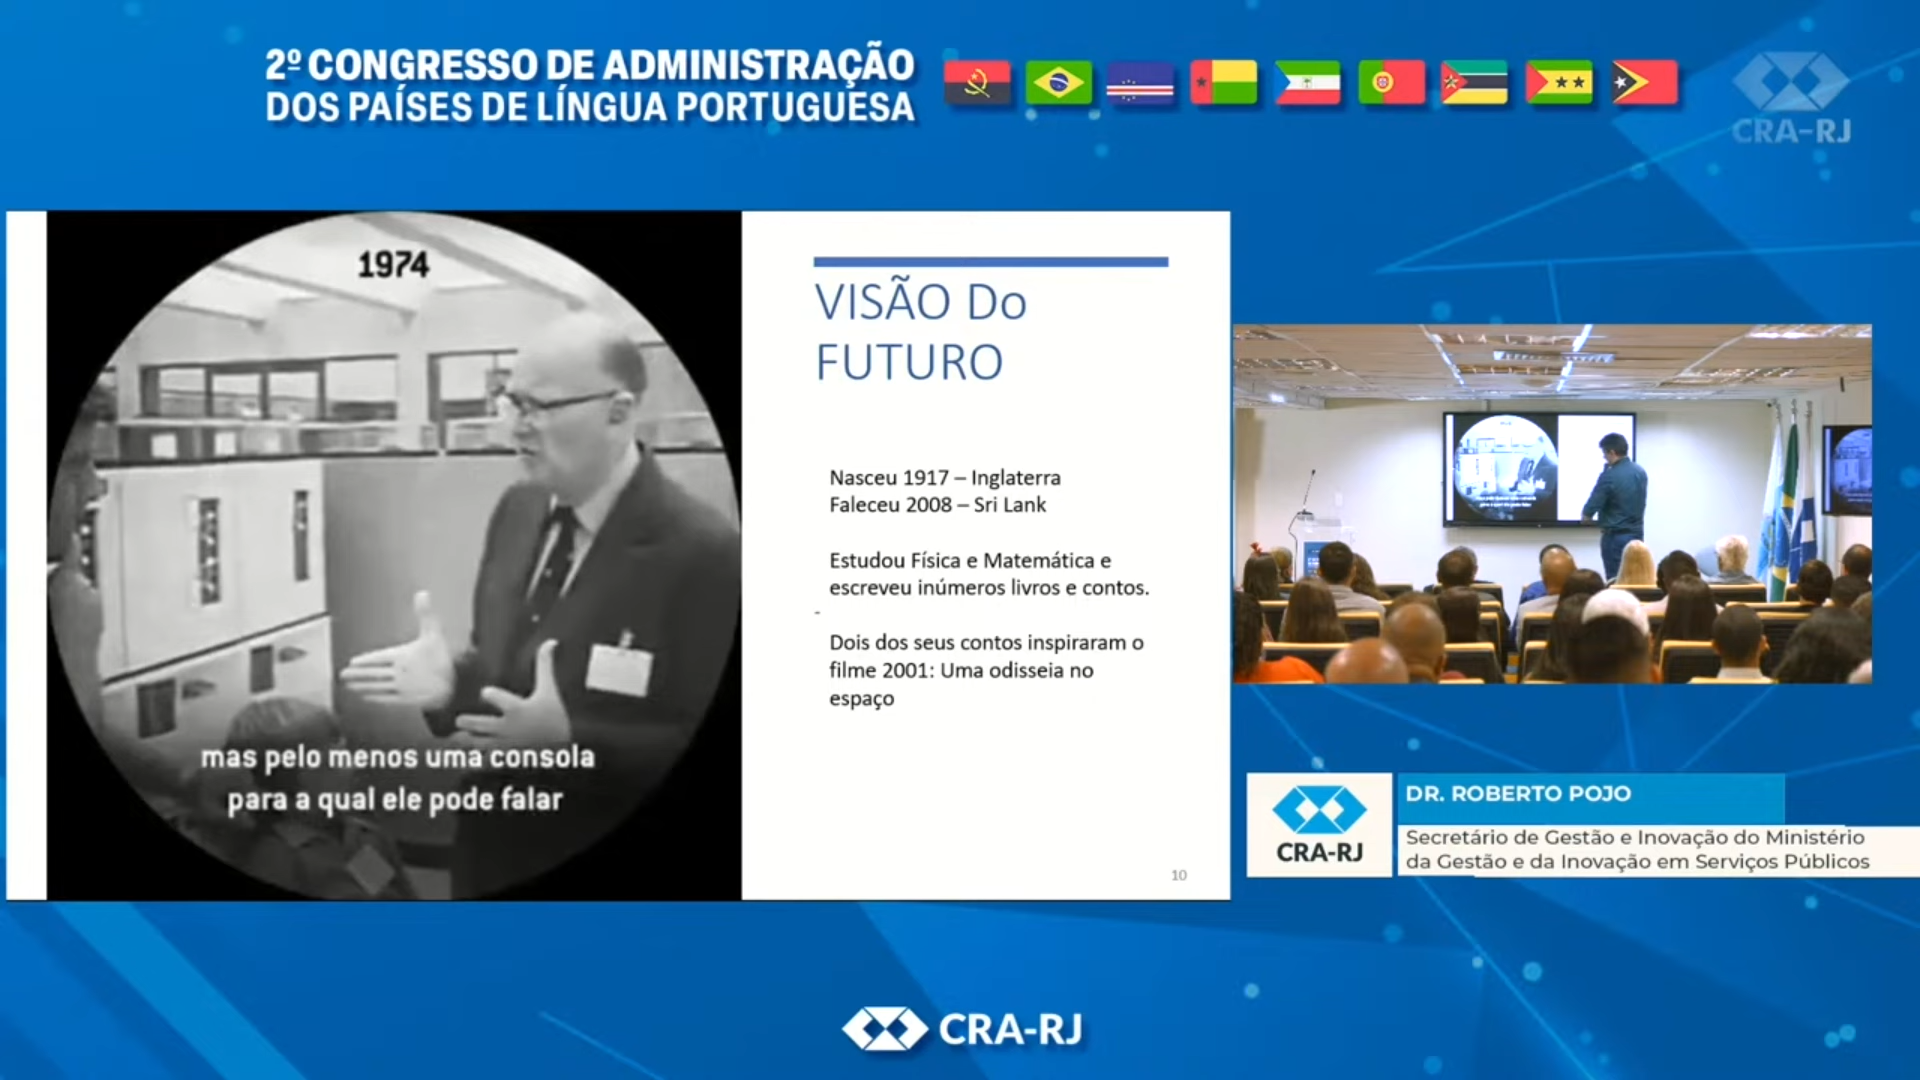 2º CONGRESSO DE ADMINISTRAÇÃO
DOS PAÍSES DE LÍNGUA PORTUGUESA
CRA-RJ
1974
mas pelo menos uma consola
para a qual ele pode falar
VISÃO Do
FUTURO
Nasceu 1917 – Inglaterra
Faleceu 2008 – Sri Lank
Estudou Física e Matemática e
escreveu inúmeros livros e contos.
-
Dois dos seus contos inspiraram o
filme 2001: Uma odisseia no
espaço
10
CRA-RJ
DR. ROBERTO POJO
Secretário de Gestão e Inovação do Ministério
da Gestão e da Inovação em Serviços Públicos
CRA-RJ